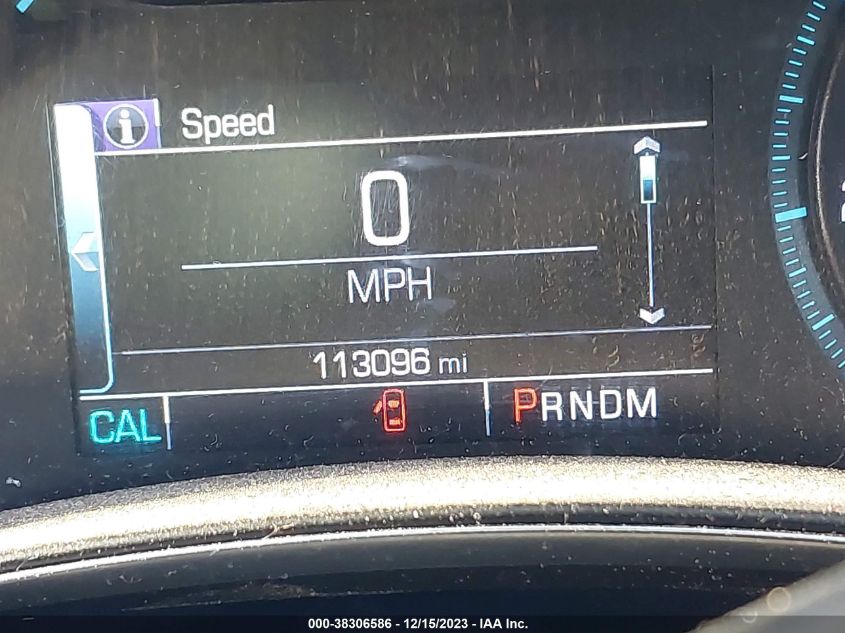 i Speed
0
MPH
113096 mi
CAL PRNDM
000-38306586 - 12/15/2023 - IAA Inc.